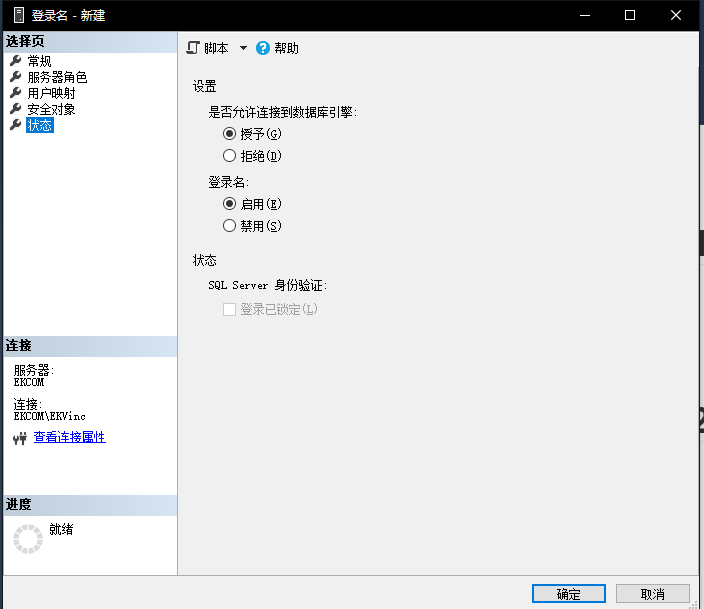 登录名 - 新建
选择页
常规
服务器角色
用户映射
安全对象
状态
脚本
帮助
设置
是否允许连接到数据库引擎:
授予(G)
拒绝(D)
登录名:
启用(E)
禁用(S)
状态
SQL Server 身份验证:
登录已锁定(L)
连接
服务器:
EKCOM
连接:
EKCOM\EKVinc
查看连接属性
进度
就绪
确定
取消